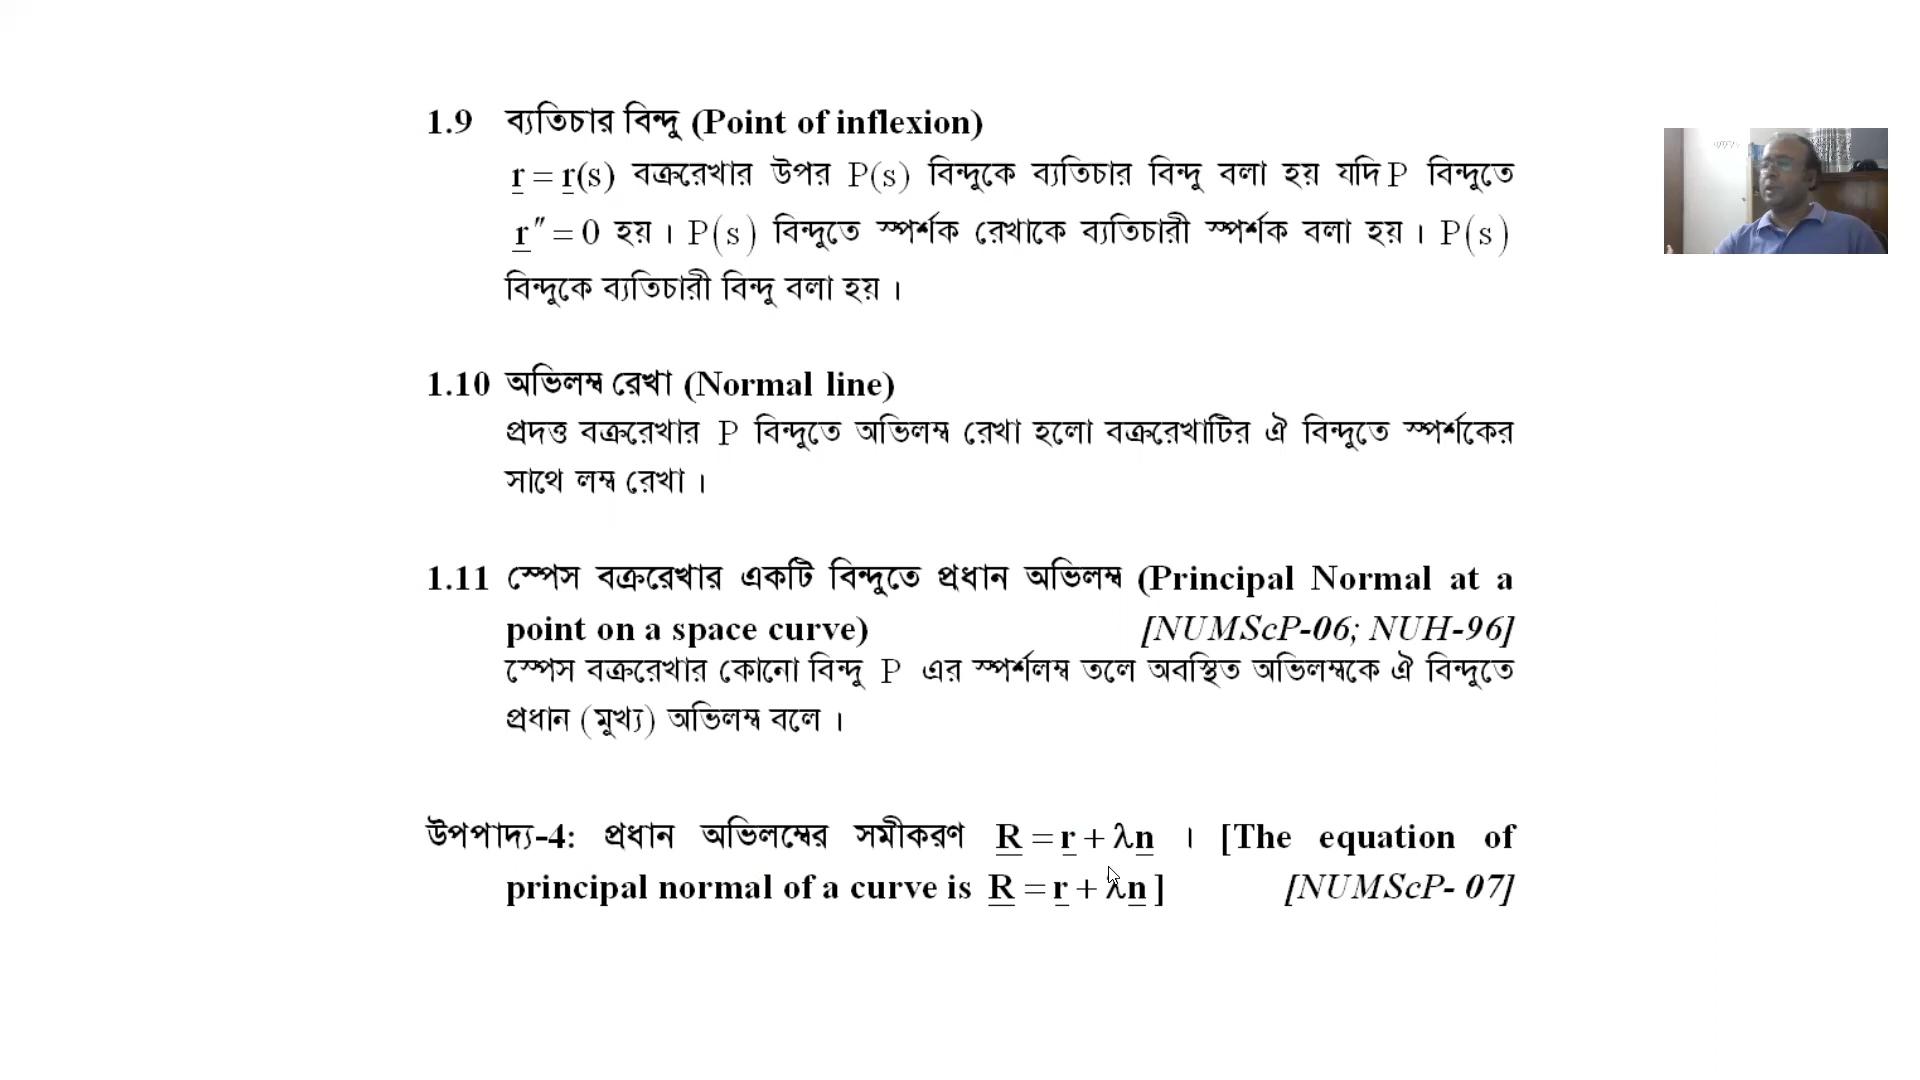 1.9 ব্যতিচার বিন্দু (Point of inflexion)
r = r(s) বক্ররেখার উপর P(s) বিন্দুকে ব্যতিচার বিন্দু বলা হয় যদি P বিন্দুতে
r″ = 0 হয়। P(s) বিন্দুতে স্পর্শক রেখাকে ব্যতিচারী স্পর্শক বলা হয়। P(s)
বিন্দুকে ব্যতিচারী বিন্দু বলা হয়।
1.10 অভিলম্ব রেখা (Normal line)
প্রদত্ত বক্ররেখার P বিন্দুতে অভিলম্ব রেখা হলো বক্ররেখাটির ঐ বিন্দুতে স্পর্শকের
সাথে লম্ব রেখা।
1.11 স্পেস বক্ররেখার একটি বিন্দুতে প্রধান অভিলম্ব (Principal Normal at a
point on a space curve) [NUMScP-06; NUH-96]
স্পেস বক্ররেখার কোনো বিন্দু P এর স্পর্শলম্ব তলে অবস্থিত অভিলম্বকে ঐ বিন্দুতে
প্রধান (মুখ্য) অভিলম্ব বলে।
উপপাদ্য-4: প্রধান অভিলম্বের সমীকরণ R = r + λn । [The equation of
principal normal of a curve is R = r + λn ] [NUMScP- 07]